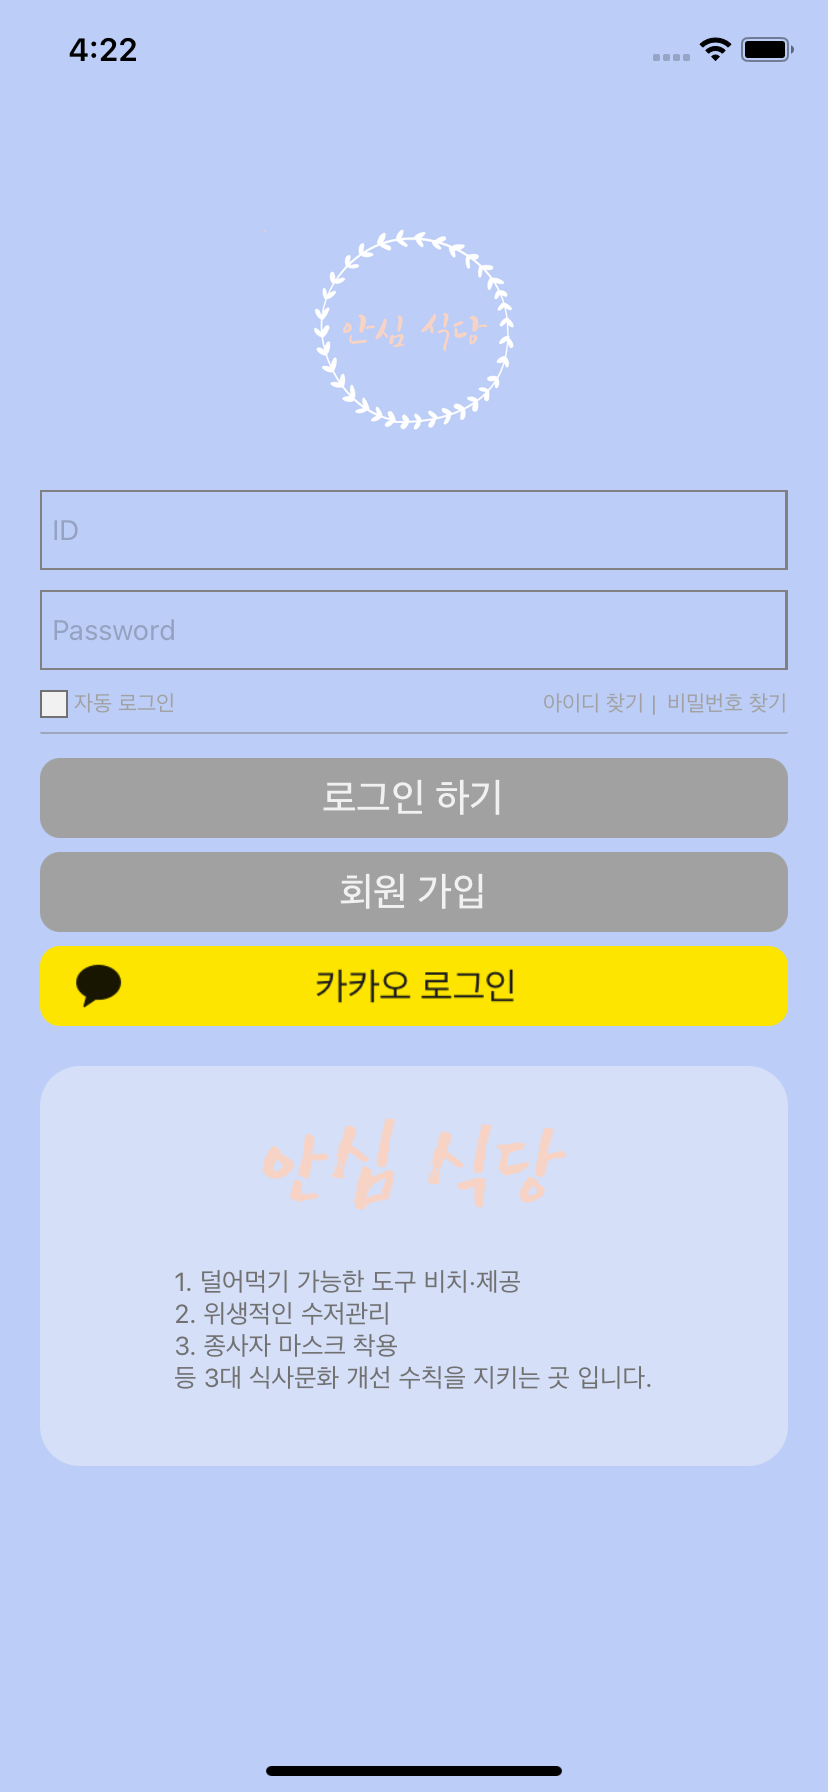 4:22
안심 식당
ID
Password
자동 로그인 아이디 찾기 | 비밀번호 찾기
로그인 하기
회원 가입
카카오 로그인
안심 식당
1. 덜어먹기 가능한 도구 비치·제공
2. 위생적인 수저관리
3. 종사자 마스크 착용
등 3대 식사문화 개선 수칙을 지키는 곳 입니다.